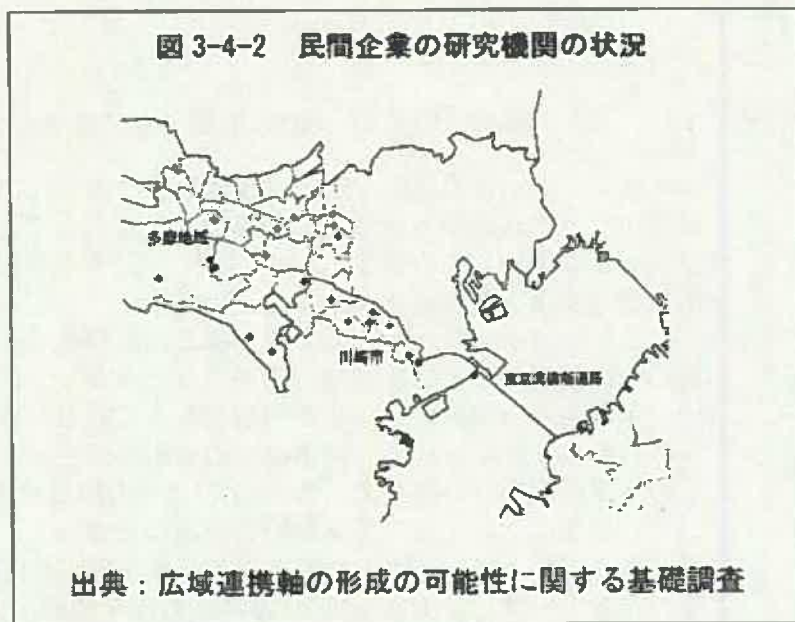 図 3-4-2 民間企業の研究機関の状況
多摩地域
川崎市
東京湾横断道路
出典：広域連携軸の形成の可能性に関する基礎調査